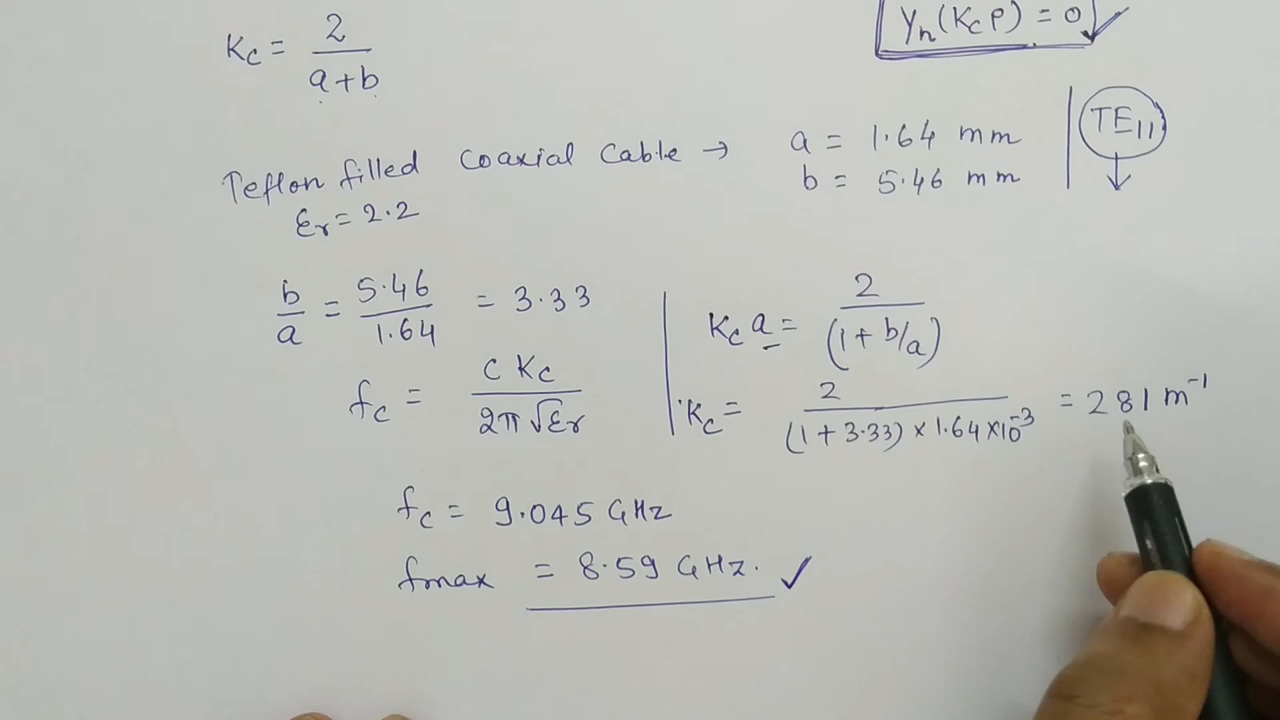 Kc = 2 / (a+b)
Yn(Kcρ) = 0 ✓
Teflon filled Coaxial Cable → a = 1.64 mm
b = 5.46 mm
TE11
εr = 2.2
b/a = 5.46/1.64 = 3.33
Kc a = 2 / (1 + b/a)
fc = c Kc / 2π√εr
Kc = 2 / (1 + 3.33) × 1.64 × 10⁻³ = 281 m⁻¹
fc = 9.045 GHz
fmax = 8.59 GHz. ✓